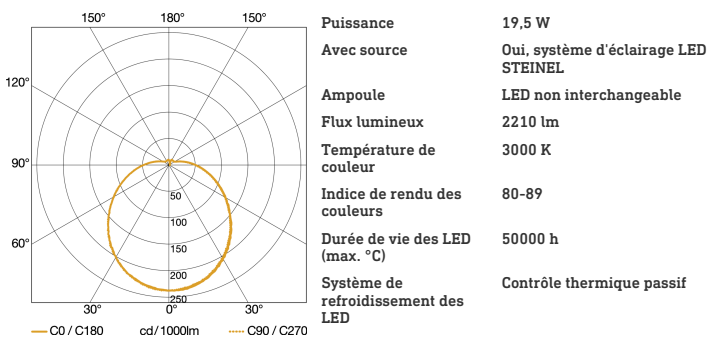 150° 180° 150°
120°
90°
60°
50
100
150
200
250
30° 0° 30°
C0 / C180 cd/1000lm C90 / C270
Puissance 19,5 W
Avec source Oui, système d'éclairage LED
STEINEL
Ampoule LED non interchangeable
Flux lumineux 2210 lm
Température de 3000 K
couleur
Indice de rendu des 80-89
couleurs
Durée de vie des LED 50000 h
(max. °C)
Système de Contrôle thermique passif
refroidissement des
LED